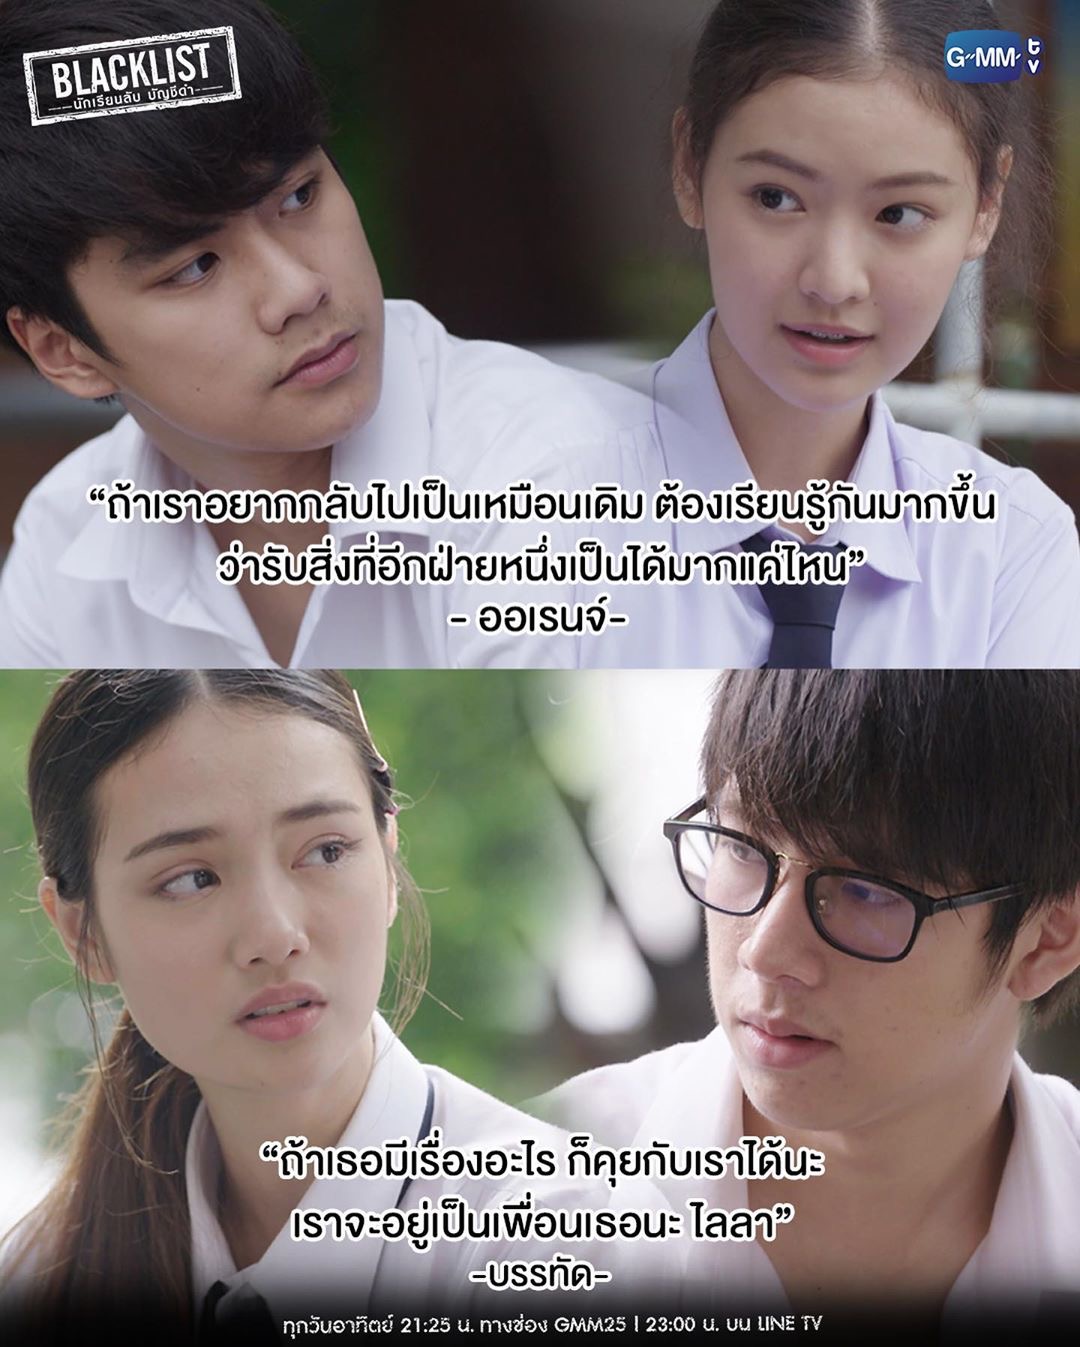 BLACKLIST
นักเรียนลับ บัญชีดำ
GMM
TV
“ถ้าเราอยากกลับไปเป็นเหมือนเดิม ต้องเรียนรู้กันมากขึ้น
ว่ารับสิ่งที่อีกฝ่ายหนึ่งเป็นได้มากแค่ไหน”
- ออเรนจ์-
“ถ้าเธอมีเรื่องอะไร ก็คุยกับเราได้นะ
เราจะอยู่เป็นเพื่อนเธอนะ ไลลา”
-บรรทัด-
ทุกวันอาทิตย์ 21:25 น. ทางช่อง GMM25 | 23:00 น. บน LINE TV